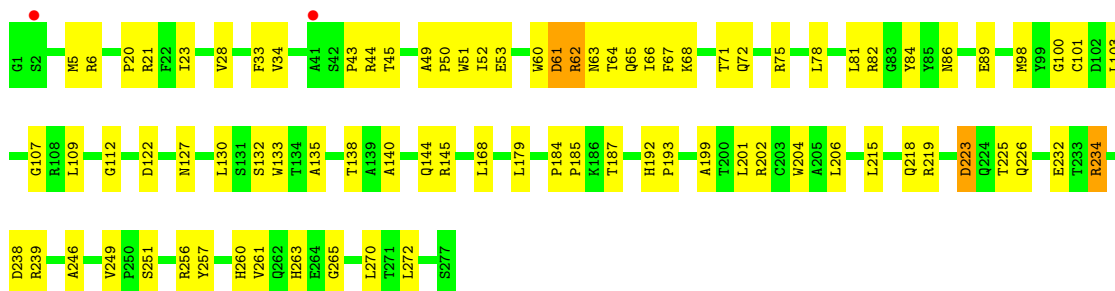 G1 S2 M5 R6 P20 R21 F22 I23 V28 F33 V34 A41 S42 P43 R44 T45 A49 P50 W51 I52 E53 W60 D61 R62 N63 T64 Q65 I66 F67 K68 T71 Q72 R75 L78 L81 R82 G83 Y84 Y85 N86 E89 M98 Y99 G100 C101 D102 L103
G107 R108 L109 G112 D122 N127 L130 S131 S132 W133 T134 A135 T138 A139 A140 Q144 R145 L168 L179 P184 P185 K186 T187 H192 P193 A199 T200 L201 R202 C203 W204 A205 L206 L215 Q218 R219 D223 Q224 T225 Q226 E232 T233 R234
D238 R239 A246 V249 P250 S251 R256 Y257 H260 V261 Q262 H263 E264 G265 L270 T271 L272 S277